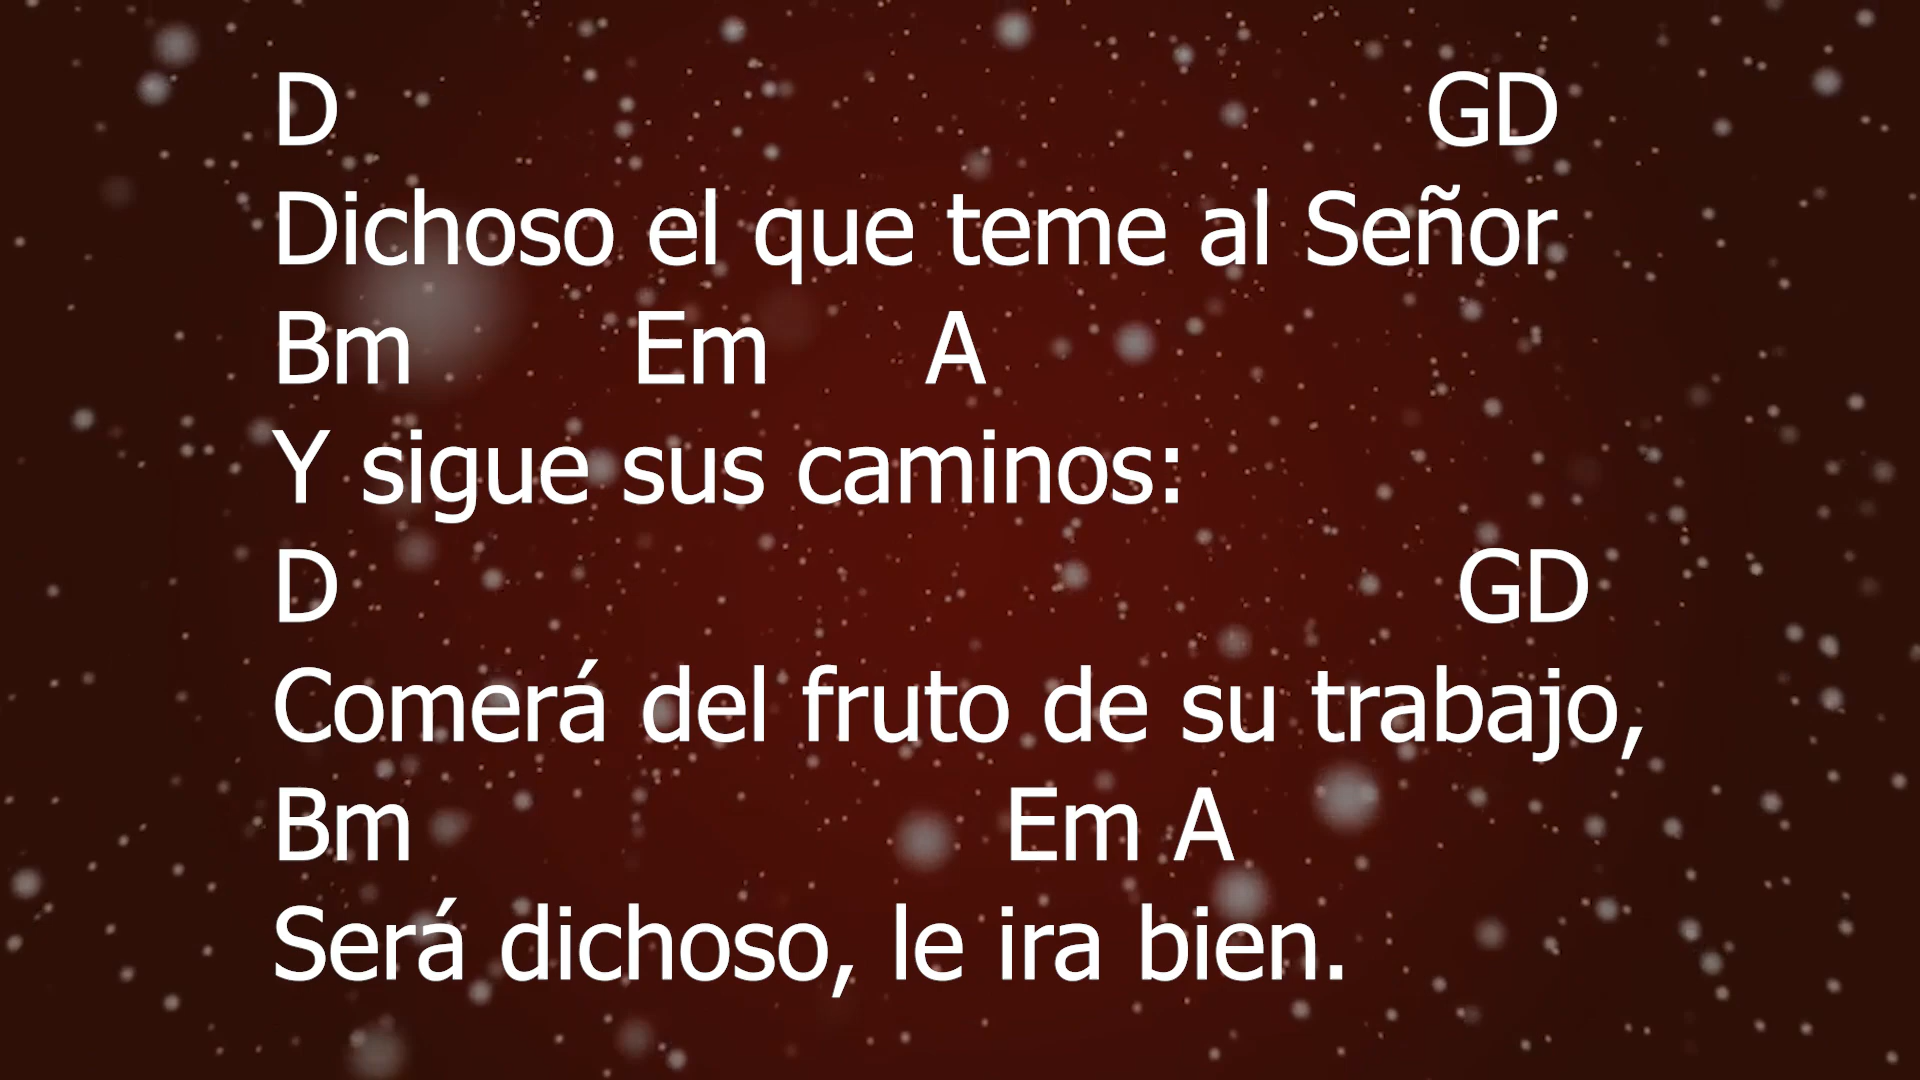 D GD
Dichoso el que teme al Señor
Bm Em A
Y sigue sus caminos:
D GD
Comerá del fruto de su trabajo,
Bm Em A
Será dichoso, le ira bien.